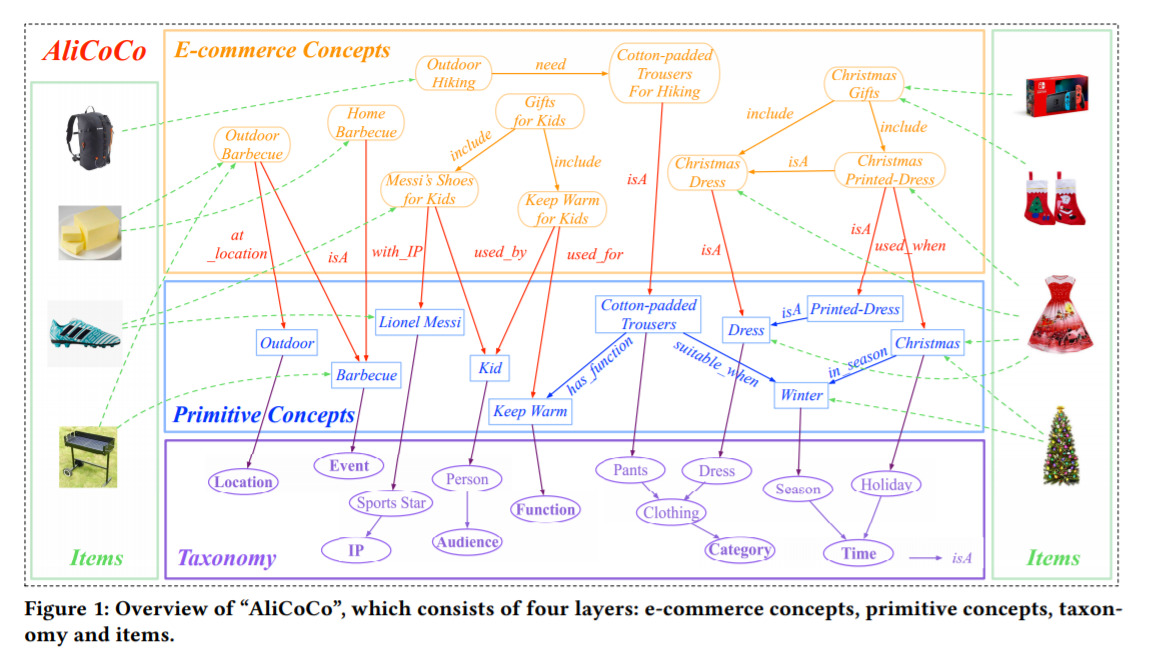 AliCoCo
E-commerce Concepts
Outdoor
Hiking
need
Cotton-padded
Trousers
For Hiking
Christmas
Gifts
Gifts
for Kids
Home
Barbecue
Outdoor
Barbecue
include
include
include
include
Messi's Shoes
for Kids
Keep Warm
for Kids
Christmas
Dress
isA
Christmas
Printed-Dress
isA
at
_location
isA
with_IP
used_by
used_for
isA
isA
used_when
Lionel Messi
Cotton-padded
Trousers
Dress
isA
Printed-Dress
Outdoor
Barbecue
Kid
Keep Warm
has_function
suitable_when
in_season
Christmas
Winter
Primitive Concepts
Location
Event
Sports Star
IP
Person
Audience
Function
Pants
Dress
Clothing
Category
Season
Holiday
Time
isA
Taxonomy
Items
Items
NINTENDO
SWITCH
Figure 1: Overview of “AliCoCo”, which consists of four layers: e-commerce concepts, primitive concepts, taxon-
omy and items.